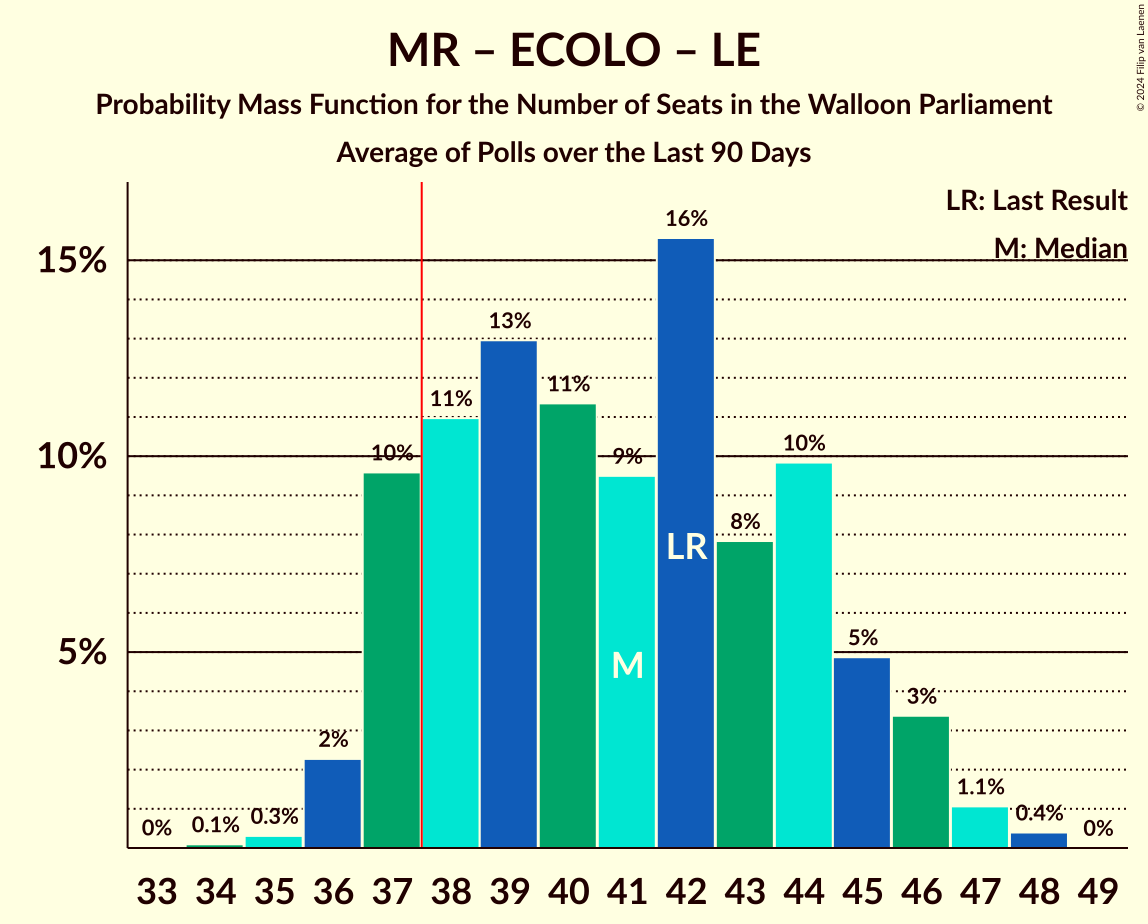 MR – ECOLO – LE
Probability Mass Function for the Number of Seats in the Walloon Parliament
Average of Polls over the Last 90 Days
© 2024 Filip van Laenen
LR: Last Result
M: Median
15%
10%
5%
0%
0.1%
0.3%
2%
10%
11%
13%
11%
9%
16%
8%
10%
5%
3%
1.1%
0.4%
0%
LR
M
33 34 35 36 37 38 39 40 41 42 43 44 45 46 47 48 49